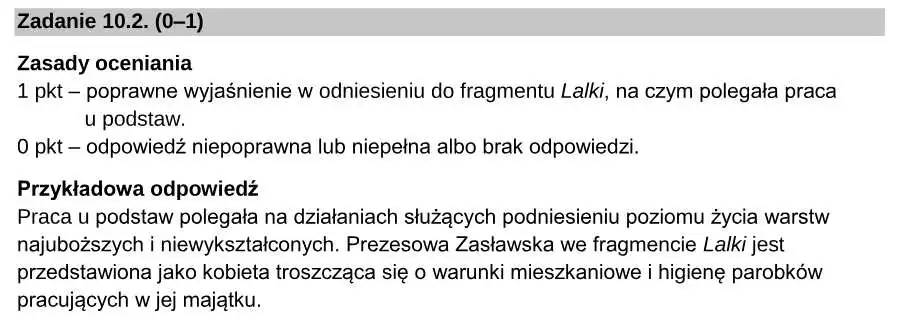 Zadanie 10.2. (0–1)
Zasady oceniania
1 pkt – poprawne wyjaśnienie w odniesieniu do fragmentu Lalki, na czym polegała praca
u podstaw.
0 pkt – odpowiedź niepoprawna lub niepełna albo brak odpowiedzi.
Przykładowa odpowiedź
Praca u podstaw polegała na działaniach służących podniesieniu poziomu życia warstw
najuboższych i niewykształconych. Prezesowa Zasławska we fragmencie Lalki jest
przedstawiona jako kobieta troszcząca się o warunki mieszkaniowe i higienę parobków
pracujących w jej majątku.